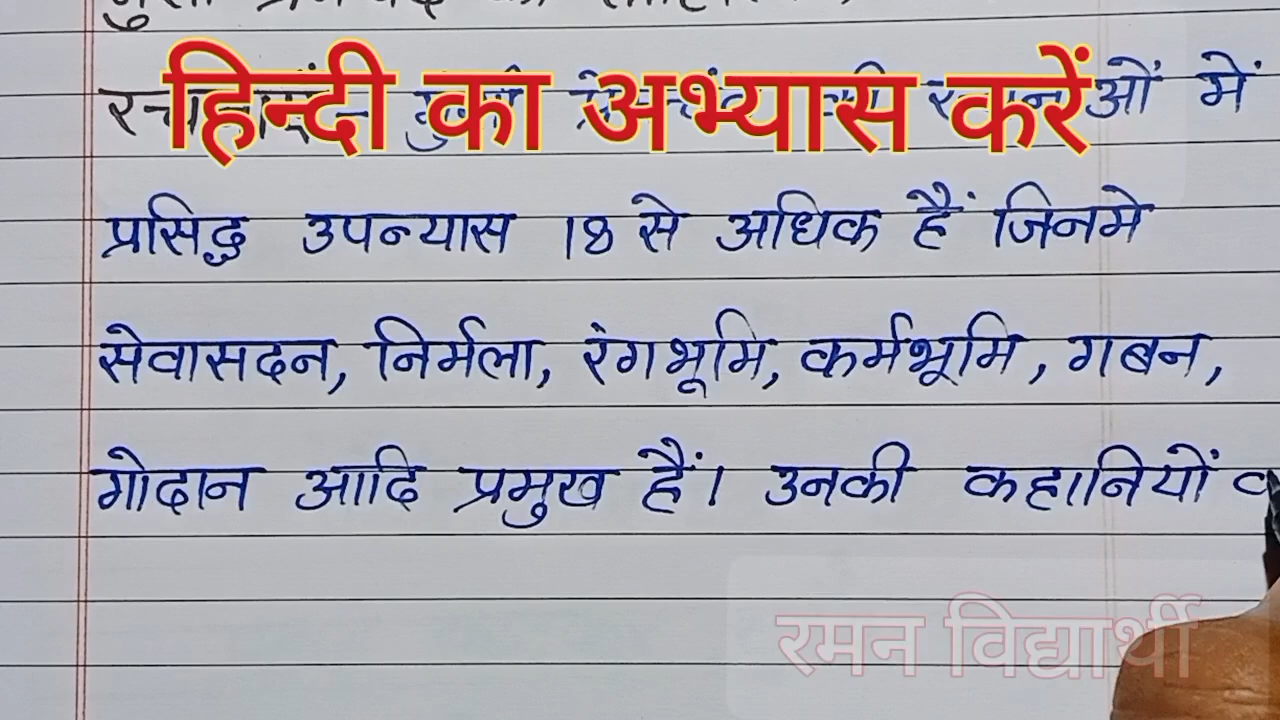 हिन्दी का अभ्यास करें
में
प्रसिद्ध उपन्यास 18 से अधिक हैं जिनमे
सेवासदन, निर्मला, रंगभूमि, कर्मभूमि, गबन,
गोदान आदि प्रमुख हैं। उनकी कहानियों
रमन विद्यार्थी